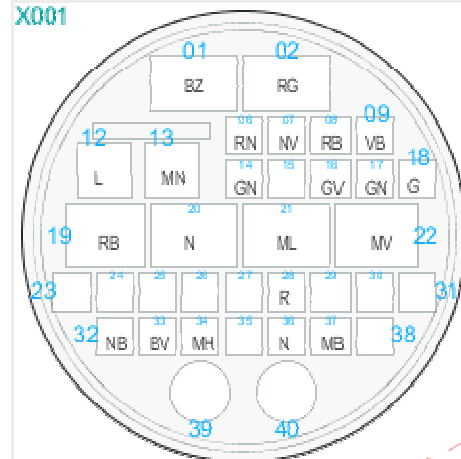 X001
01 02
BZ RG
06 07 08 09
RN NV RB VB
12 13
14 15 16 17 18
L MN GN GV GN G
20 21
19 RB N ML MV 22
23 24 25 26 27 28 29 30 31
R
32 33 34 35 36 37 38
NB BV MH N MB
39 40